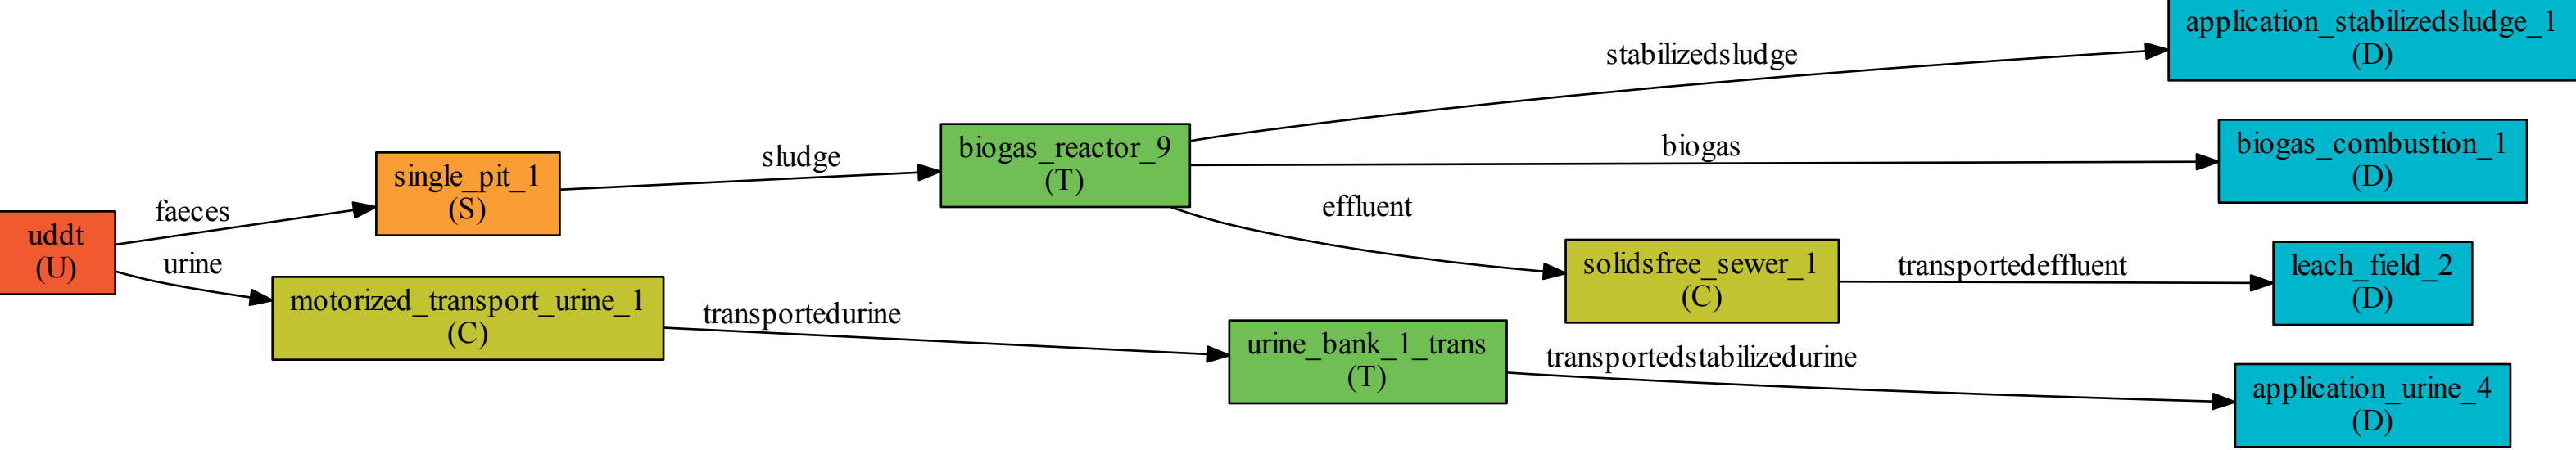 application_stabilizedsludge_1
(D)
stabilizedsludge
biogas_reactor_9
(T)
biogas
biogas_combustion_1
(D)
sludge
single_pit_1
(S)
faeces
effluent
uddt
(U)
urine
solidsfree_sewer_1
(C)
transportedeffluent
leach_field_2
(D)
motorized_transport_urine_1
(C)
transportedurine
urine_bank_1_trans
(T)
transportedstabilizedurine
application_urine_4
(D)